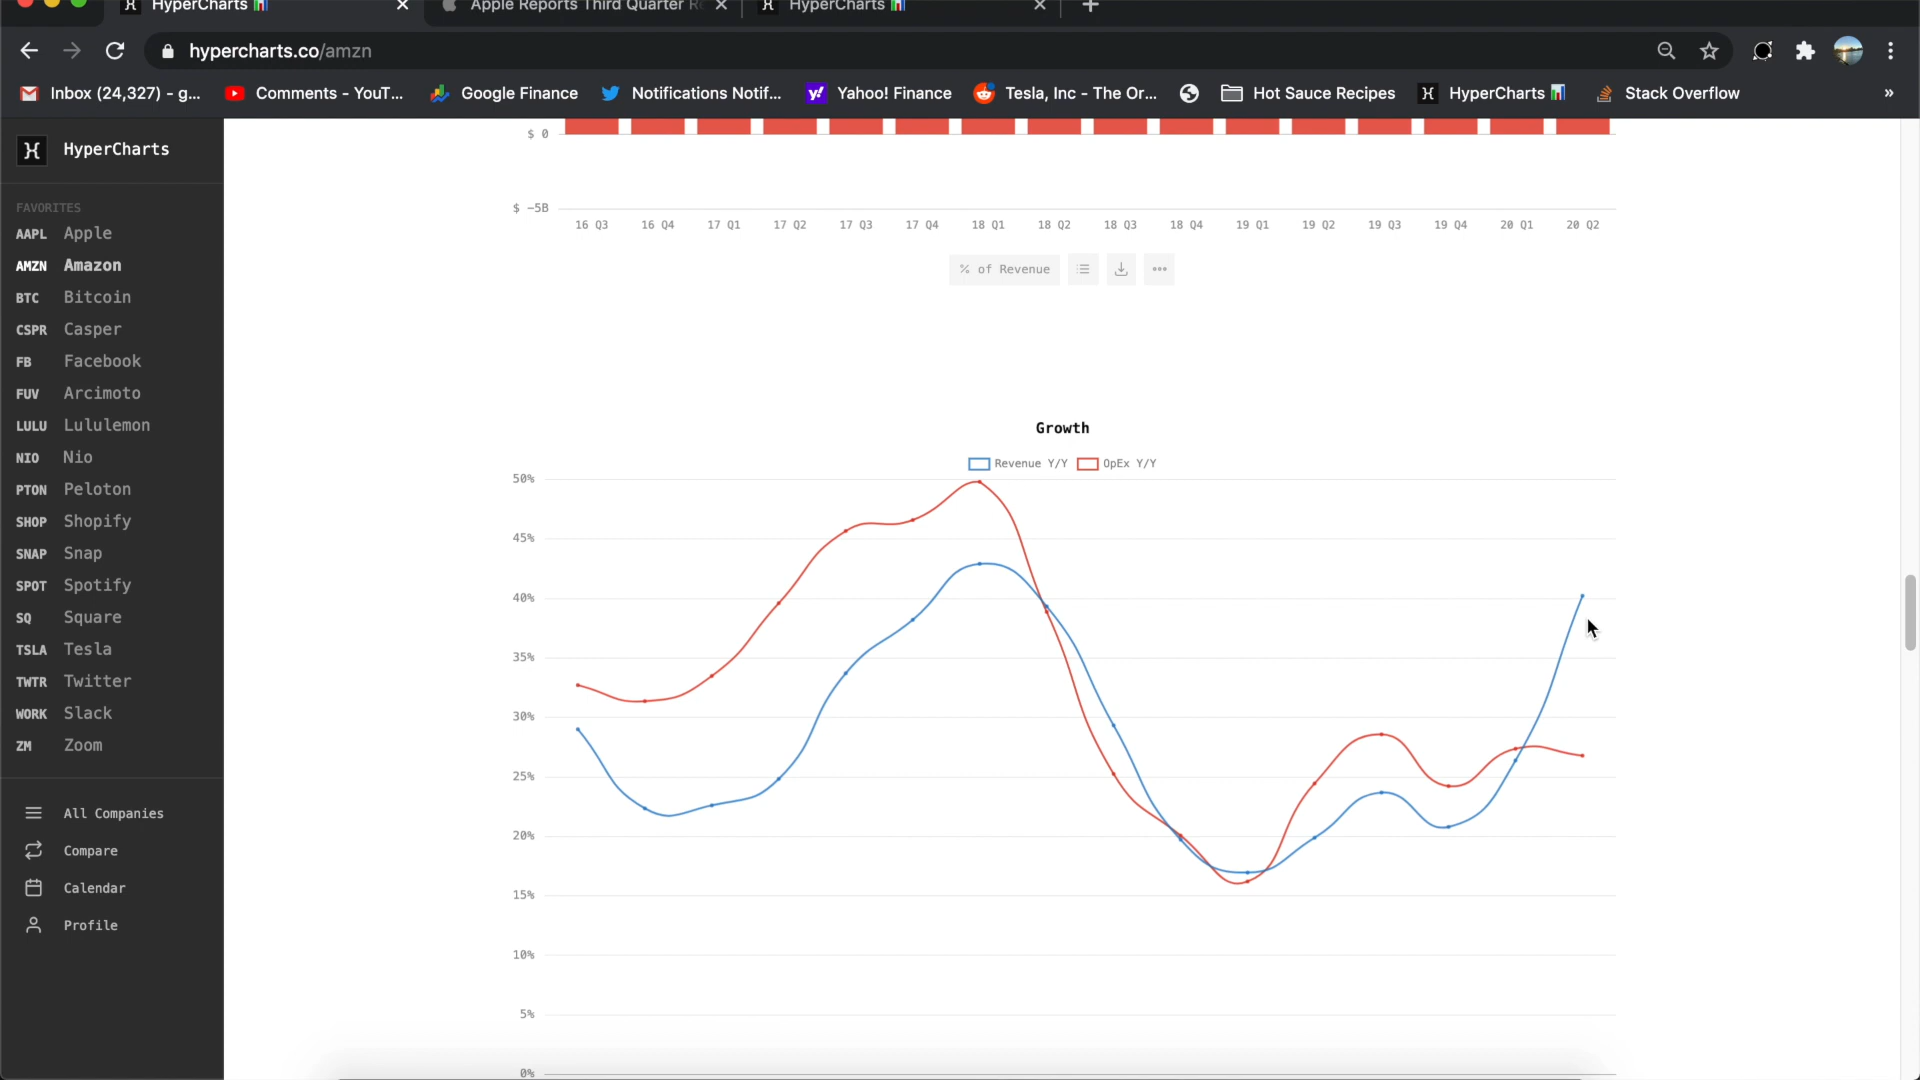 HyperCharts
Apple Reports Third Quarter Re
HyperCharts
hypercharts.co/amzn
Inbox (24,327) - g...
Comments - YouT...
Google Finance
Notifications Notif...
Yahoo! Finance
Tesla, Inc - The Or...
Hot Sauce Recipes
HyperCharts
Stack Overflow
»
HyperCharts
FAVORITES
AAPL Apple
AMZN Amazon
BTC Bitcoin
CSPR Casper
FB Facebook
FUV Arcimoto
LULU Lululemon
NIO Nio
PTON Peloton
SHOP Shopify
SNAP Snap
SPOT Spotify
SQ Square
TSLA Tesla
TWTR Twitter
WORK Slack
ZM Zoom
All Companies
Compare
Calendar
Profile
$ 0
$ -5B
16 Q3 16 Q4 17 Q1 17 Q2 17 Q3 17 Q4 18 Q1 18 Q2 18 Q3 18 Q4 19 Q1 19 Q2 19 Q3 19 Q4 20 Q1 20 Q2
% of Revenue
Growth
Revenue Y/Y OpEx Y/Y
50%
45%
40%
35%
30%
25%
20%
15%
10%
5%
0%